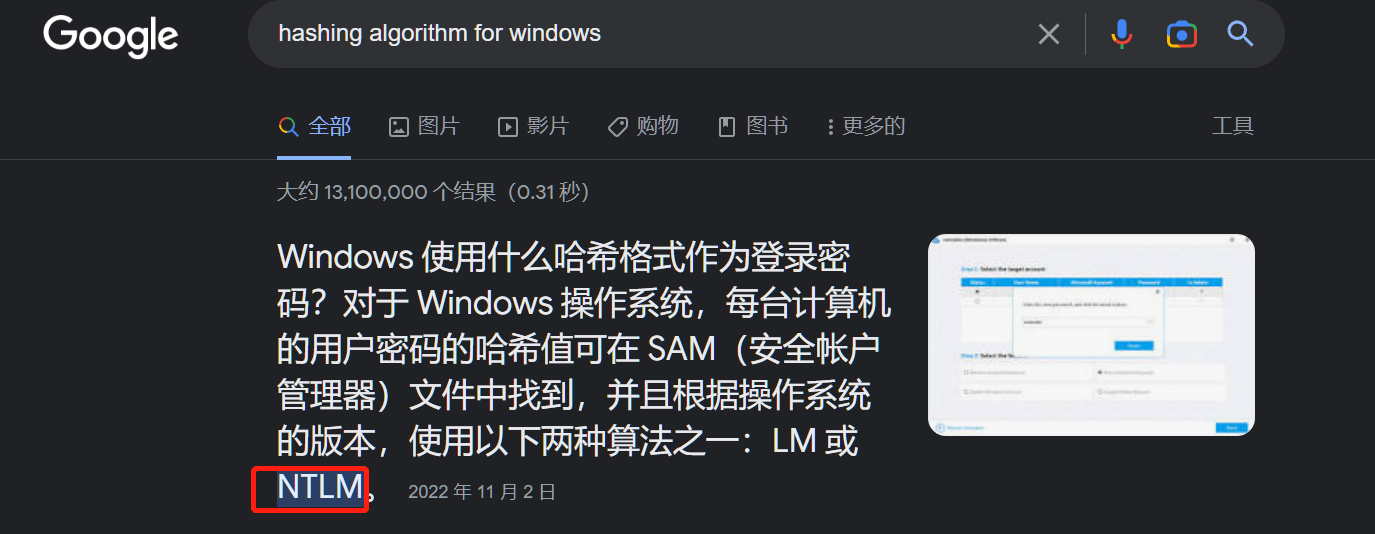 Google
hashing algorithm for windows
全部 图片 影片 购物 图书 更多的 工具
大约 13,100,000 个结果（0.31 秒）
Windows 使用什么哈希格式作为登录密
码？对于 Windows 操作系统，每台计算机
的用户密码的哈希值可在 SAM（安全帐户
管理器）文件中找到，并且根据操作系统
的版本，使用以下两种算法之一：LM 或
NTLM。 2022 年 11 月 2 日
Select the target account